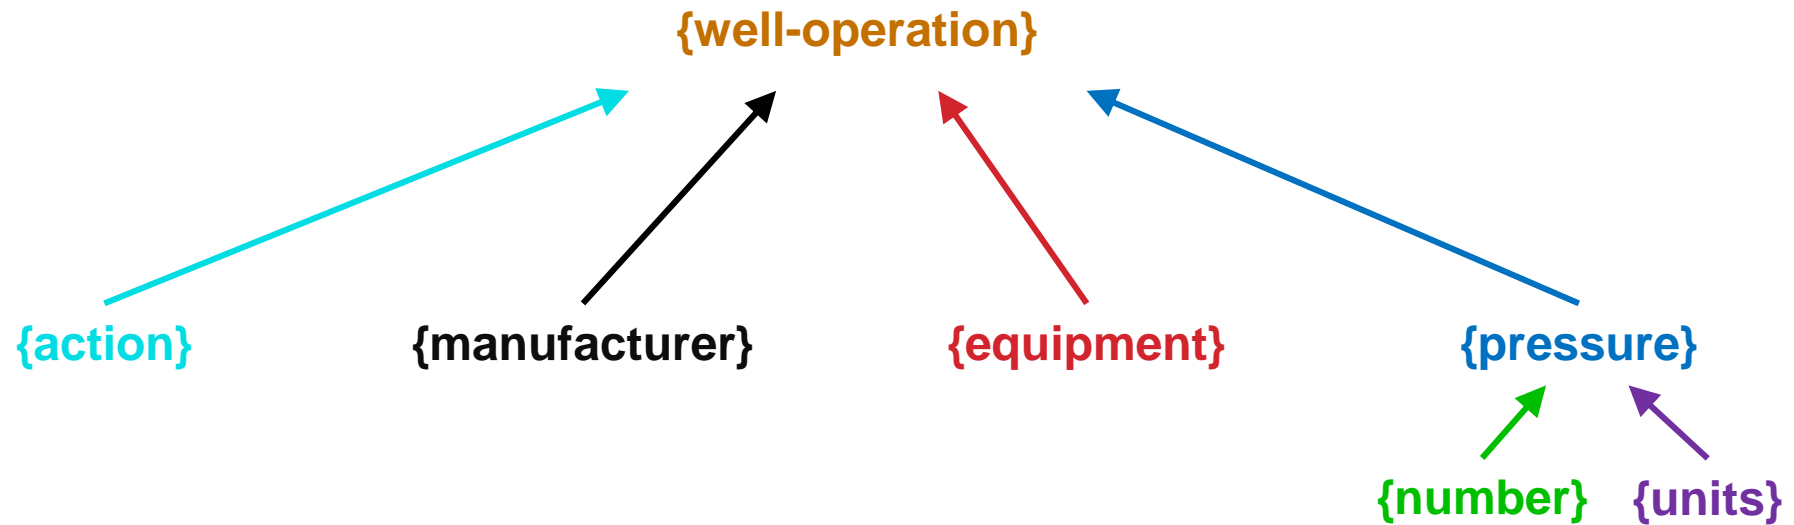 {well-operation}
{action} {manufacturer} {equipment} {pressure}
{number} {units}